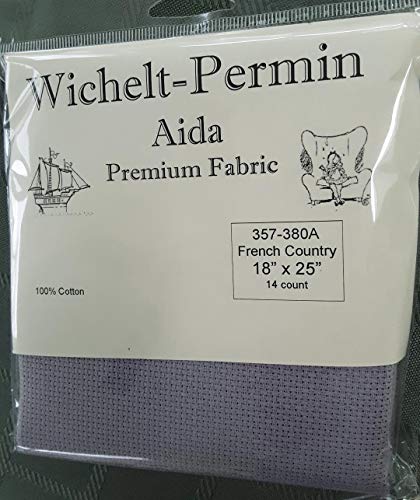 Wichelt-Permin
Aida
Premium Fabric
357-380A
French Country
18” x 25”
14 count
100% Cotton